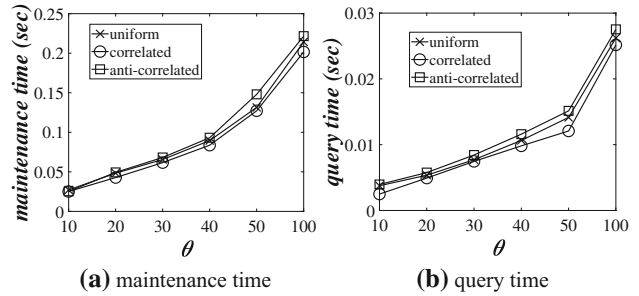 maintenance time (sec)
0.25
0.2
0.15
0.1
0.05
0
uniform
correlated
anti-correlated
10 20 30 40 50 100
θ
(a) maintenance time
query time (sec)
0.03
0.02
0.01
0
uniform
correlated
anti-correlated
10 20 30 40 50 100
θ
(b) query time